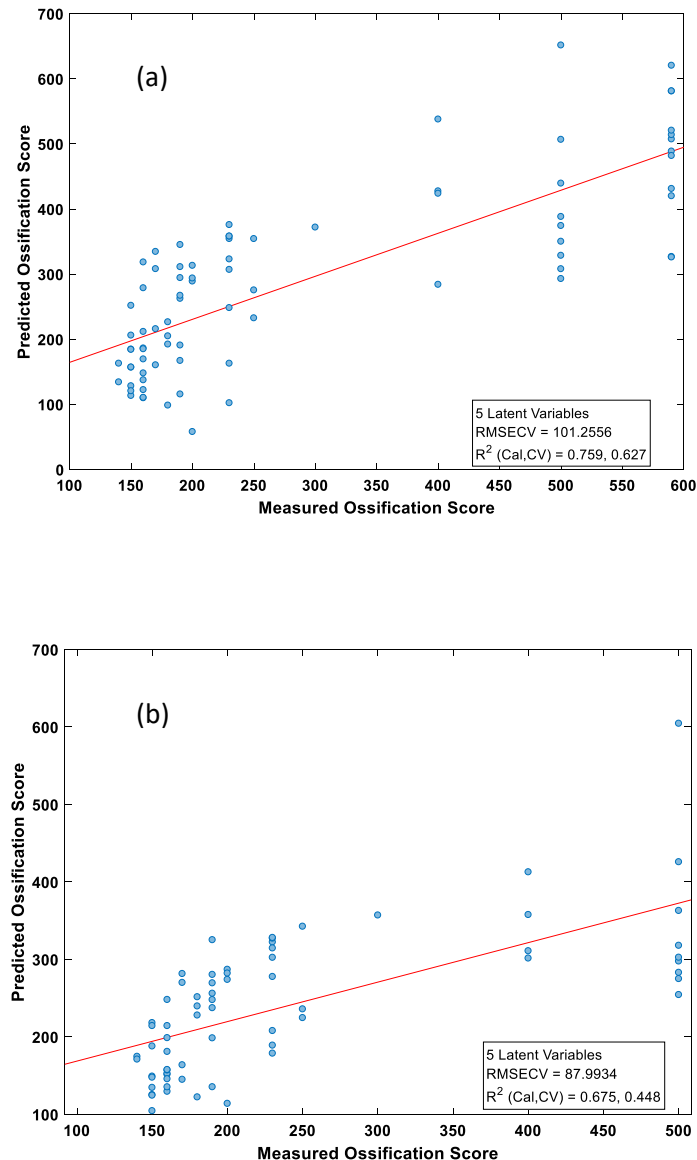 700
600
500
400
300
200
100
0
Predicted Ossification Score
(a)
5 Latent Variables
RMSECV = 101.2556
R² (Cal,CV) = 0.759, 0.627
100 150 200 250 300 350 400 450 500 550 600
Measured Ossification Score
700
600
500
400
300
200
100
Predicted Ossification Score
(b)
5 Latent Variables
RMSECV = 87.9934
R² (Cal,CV) = 0.675, 0.448
100 150 200 250 300 350 400 450 500
Measured Ossification Score